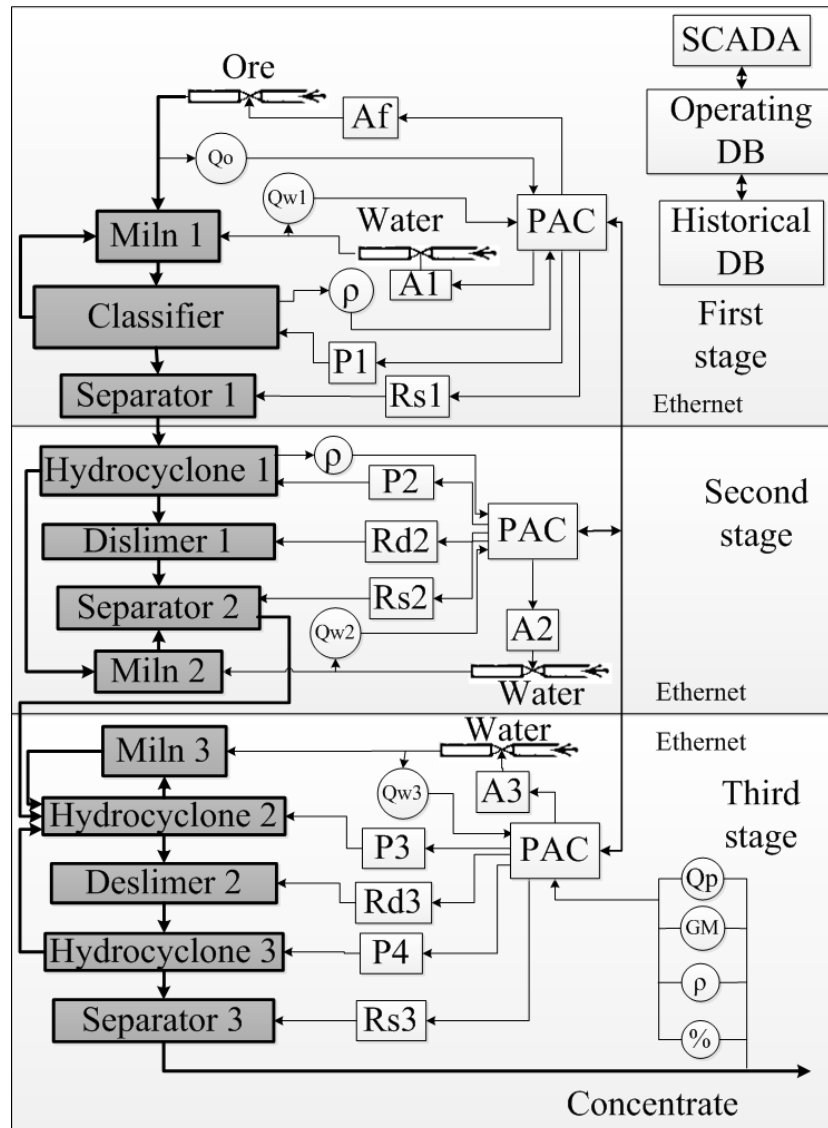 SCADA
Ore
Operating
DB
Af
Qo
Qw1
Water
PAC
Historical
DB
Miln 1
A1
ρ
Classifier
First
stage
P1
Separator 1
Rs1
Ethernet
Hydrocyclone 1
ρ
P2
Second
stage
PAC
Dislimer 1
Rd2
Separator 2
Rs2
A2
Qw2
Miln 2
Water
Ethernet
Water
Ethernet
Miln 3
Qw3
A3
Third
stage
Hydrocyclone 2
P3
PAC
Qp
Deslimer 2
Rd3
GM
Hydrocyclone 3
P4
ρ
Separator 3
Rs3
%
Concentrate